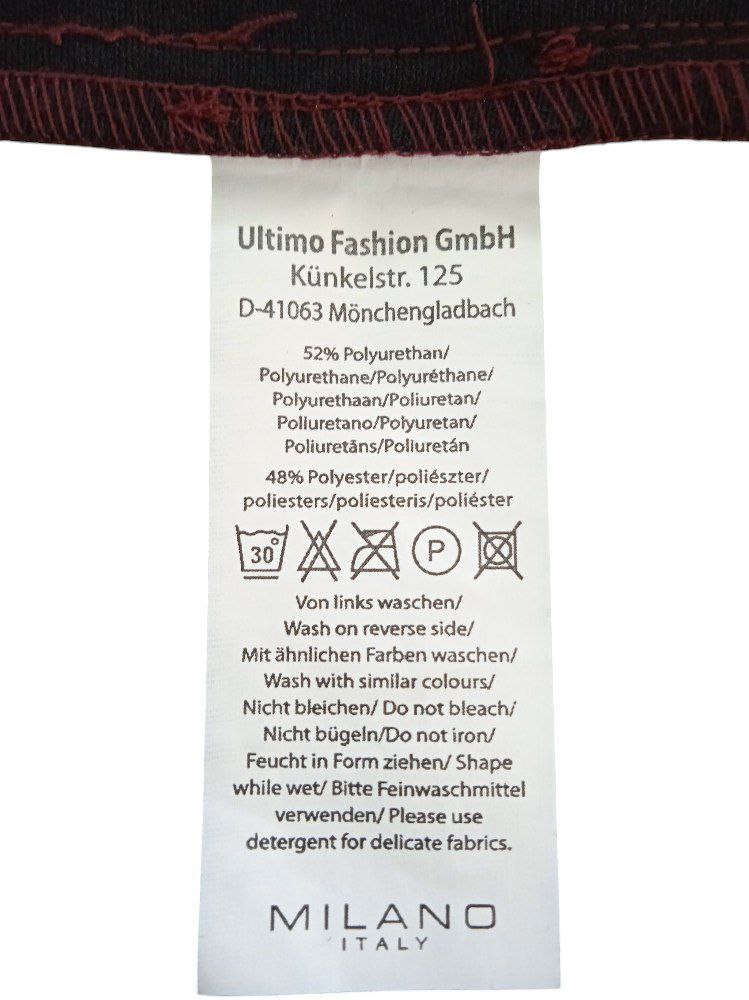 Ultimo Fashion GmbH
Künkelstr. 125
D-41063 Mönchengladbach
52% Polyurethan/
Polyurethane/Polyuréthane/
Polyurethaan/Poliuretan/
Poliuretano/Polyuretan/
Poliuretāns/Poliuretán
48% Polyester/poliészter/
poliesters/poliesteris/poliéster
30° P
Von links waschen/
Wash on reverse side/
Mit ähnlichen Farben waschen/
Wash with similar colours/
Nicht bleichen/ Do not bleach/
Nicht bügeln/Do not iron/
Feucht in Form ziehen/ Shape
while wet/ Bitte Feinwaschmittel
verwenden/ Please use
detergent for delicate fabrics.
MILANO
ITALY